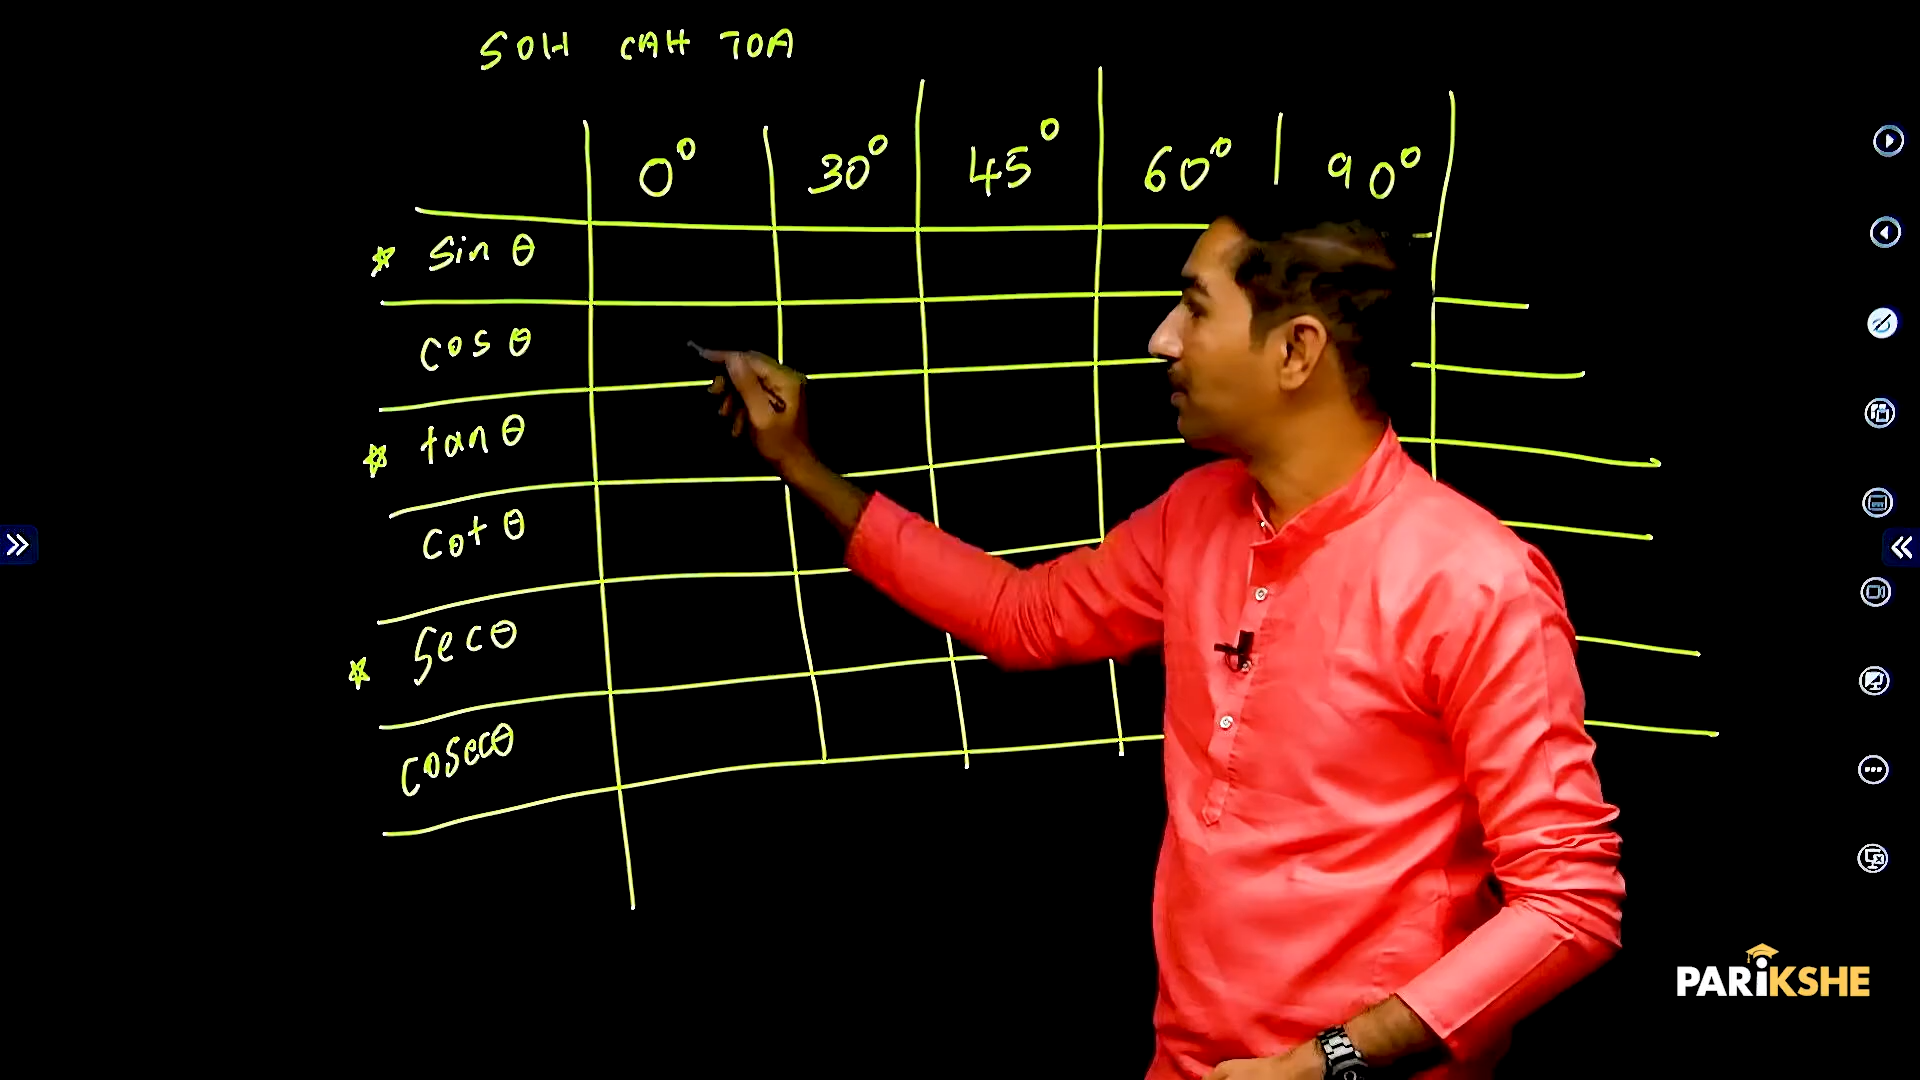 SOH CAH TOA
0° 30° 45° 60° 90°
☆ sin θ
cos θ
☆ tan θ
cot θ
☆ sec θ
cosec θ
PARiKSHE